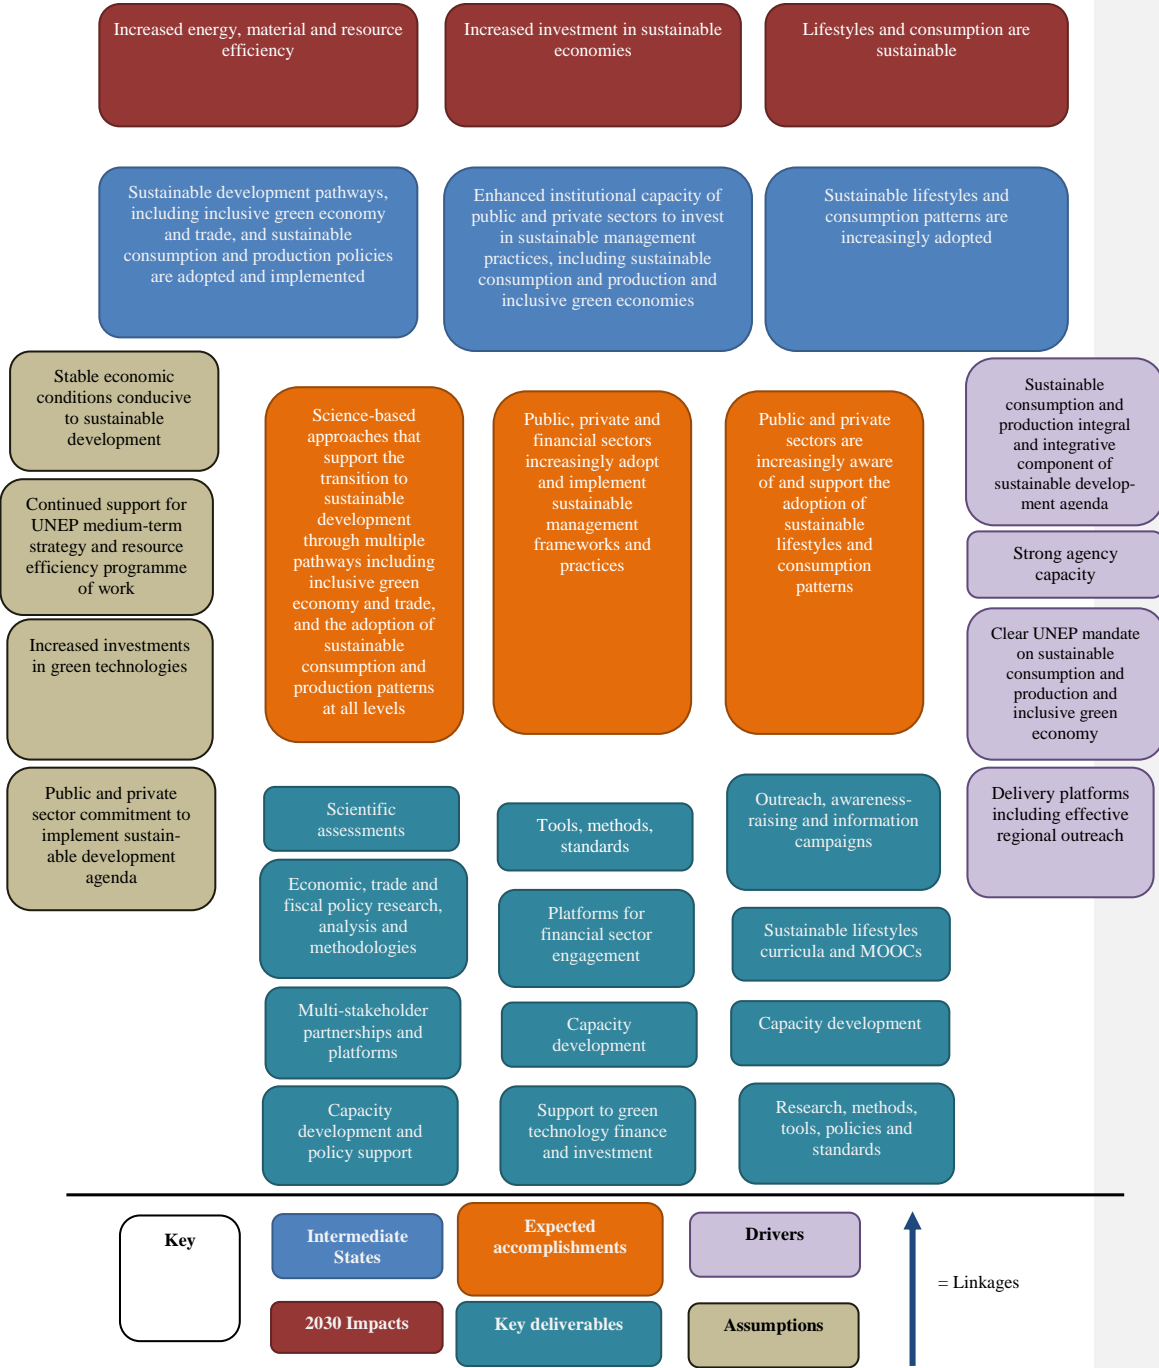 Increased energy, material and resource
efficiency
Increased investment in sustainable
economies
Lifestyles and consumption are
sustainable
Sustainable development pathways,
including inclusive green economy
and trade, and sustainable
consumption and production policies
are adopted and implemented
Enhanced institutional capacity of
public and private sectors to invest
in sustainable management
practices, including sustainable
consumption and production and
inclusive green economies
Sustainable lifestyles and
consumption patterns are
increasingly adopted
Stable economic
conditions conducive
to sustainable
development
Continued support for
UNEP medium-term
strategy and resource
efficiency programme
of work
Increased investments
in green technologies
Public and private
sector commitment to
implement sustain-
able development
agenda
Science-based
approaches that
support the
transition to
sustainable
development
through multiple
pathways including
inclusive green
economy and trade,
and the adoption of
sustainable
consumption and
production patterns
at all levels
Public, private and
financial sectors
increasingly adopt
and implement
sustainable
management
frameworks and
practices
Public and private
sectors are
increasingly aware
of and support the
adoption of
sustainable
lifestyles and
consumption
patterns
Sustainable
consumption and
production integral
and integrative
component of
sustainable develop-
ment agenda
Strong agency
capacity
Clear UNEP mandate
on sustainable
consumption and
production and
inclusive green
economy
Delivery platforms
including effective
regional outreach
Scientific
assessments
Economic, trade and
fiscal policy research,
analysis and
methodologies
Multi-stakeholder
partnerships and
platforms
Capacity
development and
policy support
Tools, methods,
standards
Platforms for
financial sector
engagement
Capacity
development
Support to green
technology finance
and investment
Outreach, awareness-
raising and information
campaigns
Sustainable lifestyles
curricula and MOOCs
Capacity development
Research, methods,
tools, policies and
standards
Key
Intermediate
States
Expected
accomplishments
Drivers
= Linkages
2030 Impacts
Key deliverables
Assumptions